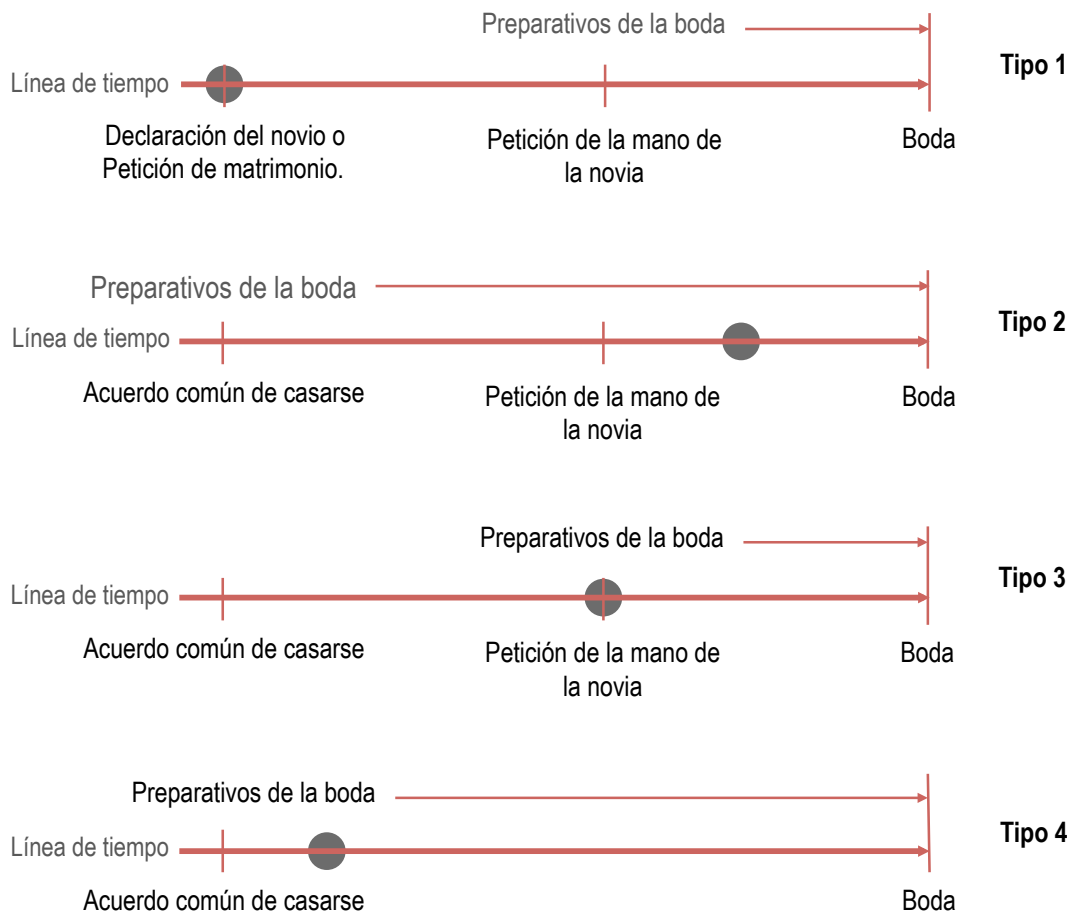 Preparativos de la boda
Tipo 1
Línea de tiempo
Declaración del novio o
Petición de matrimonio.
Petición de la mano de
la novia
Boda
Preparativos de la boda
Tipo 2
Línea de tiempo
Acuerdo común de casarse
Petición de la mano de
la novia
Boda
Preparativos de la boda
Tipo 3
Línea de tiempo
Acuerdo común de casarse
Petición de la mano de
la novia
Boda
Preparativos de la boda
Tipo 4
Línea de tiempo
Acuerdo común de casarse
Boda